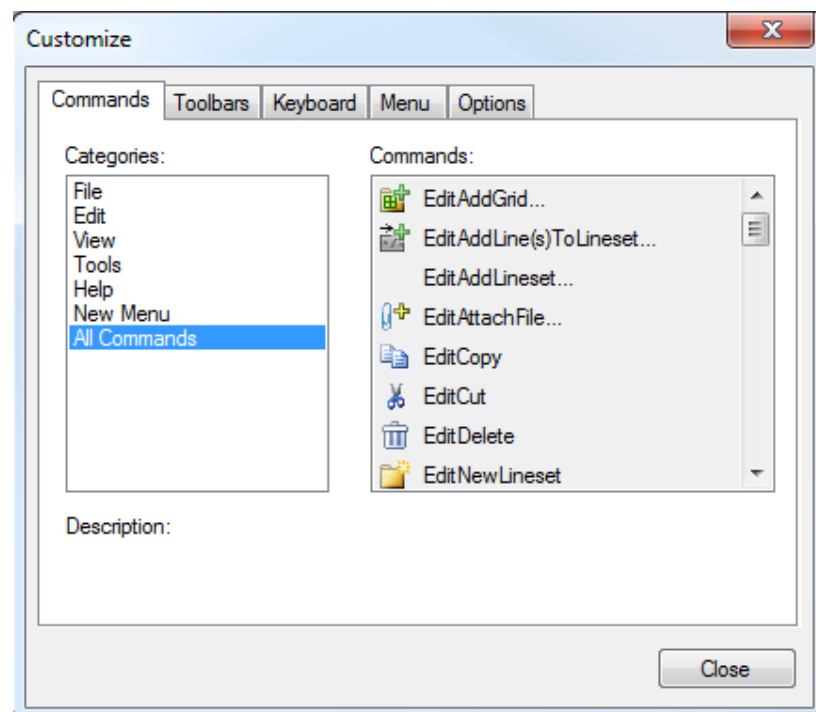 Customize
Commands Toolbars Keyboard Menu Options
Categories:
File
Edit
View
Tools
Help
New Menu
All Commands
Commands:
EditAddGrid...
EditAddLine(s)ToLineset...
EditAddLineset...
EditAttachFile...
EditCopy
EditCut
EditDelete
EditNewLineset
Description:
Close